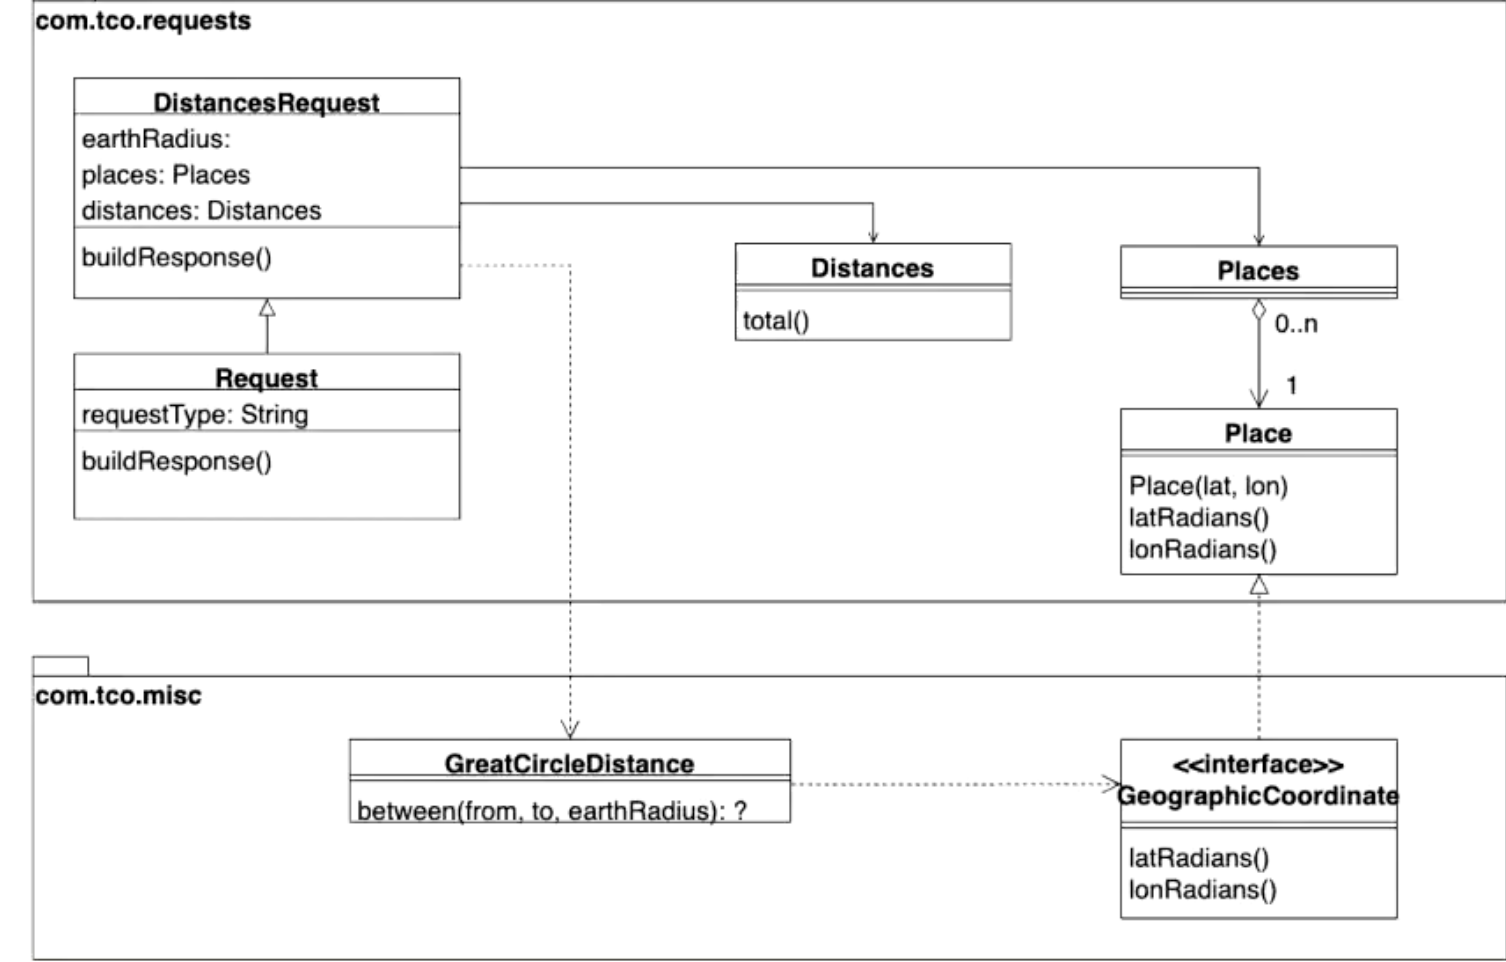 com.tco.requests
DistancesRequest
earthRadius:
places: Places
distances: Distances
buildResponse()
Request
requestType: String
buildResponse()
Distances
total()
Places
0..n
1
Place
Place(lat, lon)
latRadians()
lonRadians()
com.tco.misc
GreatCircleDistance
between(from, to, earthRadius): ?
<<interface>>
GeographicCoordinate
latRadians()
lonRadians()